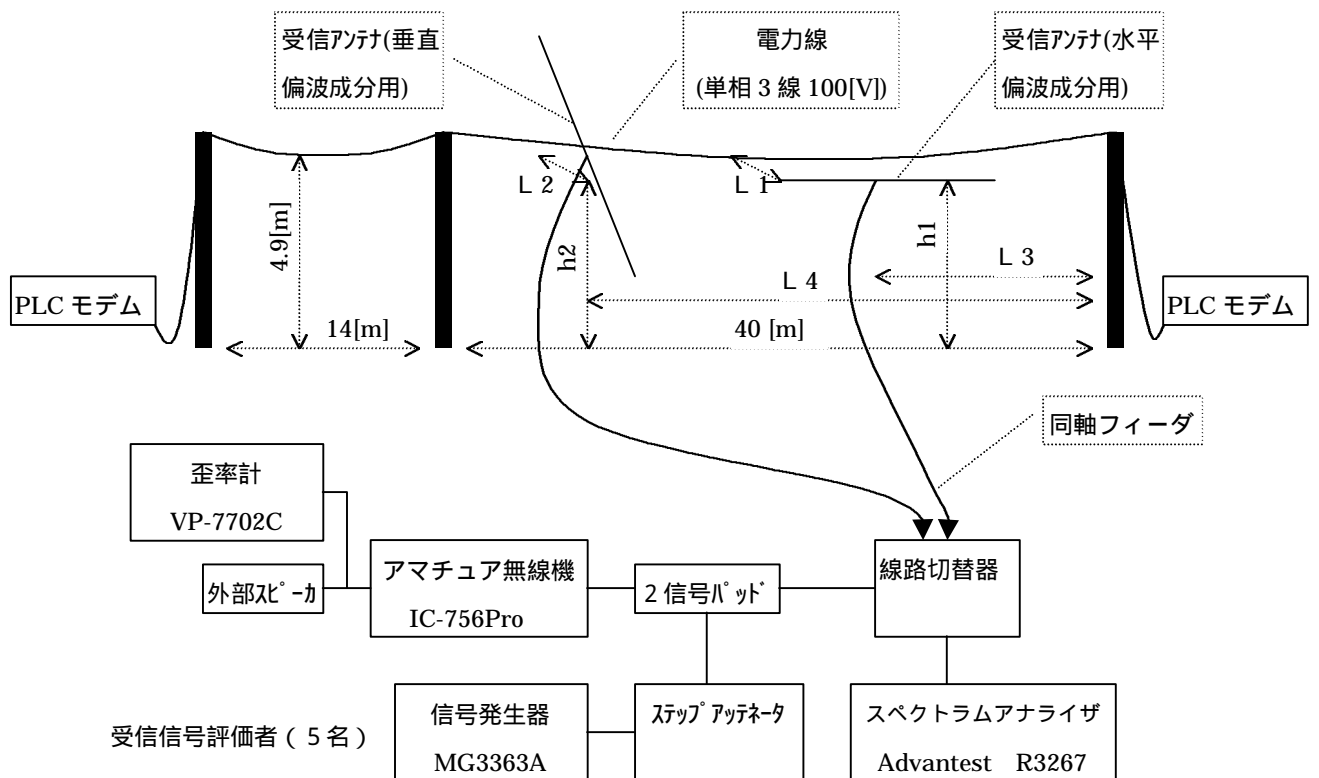 受信ｱﾝﾃﾅ(垂直
偏波成分用)
電力線
(単相 3 線 100[V])
受信ｱﾝﾃﾅ(水平
偏波成分用)
Ｌ 2
Ｌ 1
4.9[m]
h2
h1
Ｌ 3
Ｌ 4
PLC モデム
14[m]
40 [m]
PLC モデム
同軸フィーダ
歪率計
VP-7702C
外部ｽﾋﾟｰｶ
アマチュア無線機
IC-756Pro
2 信号ﾊﾟｯﾄﾞ
線路切替器
受信信号評価者（５名）
信号発生器
MG3363A
ｽﾃｯﾌﾟｱｯﾃﾈｰﾀ
スペクトラムアナライザ
Advantest R3267